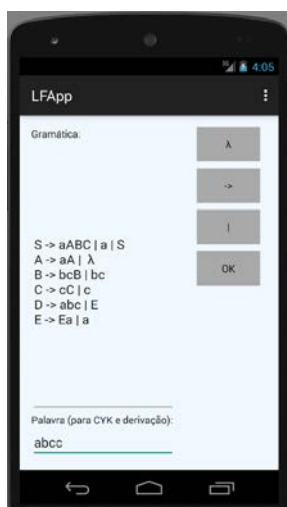 4:05
LFApp
Gramática:
λ
->
|
OK
S -> aABC | a | S
A -> aA | λ
B -> bcB | bc
C -> cC | c
D -> abc | E
E -> Ea | a
Palavra (para CYK e derivação):
abcc